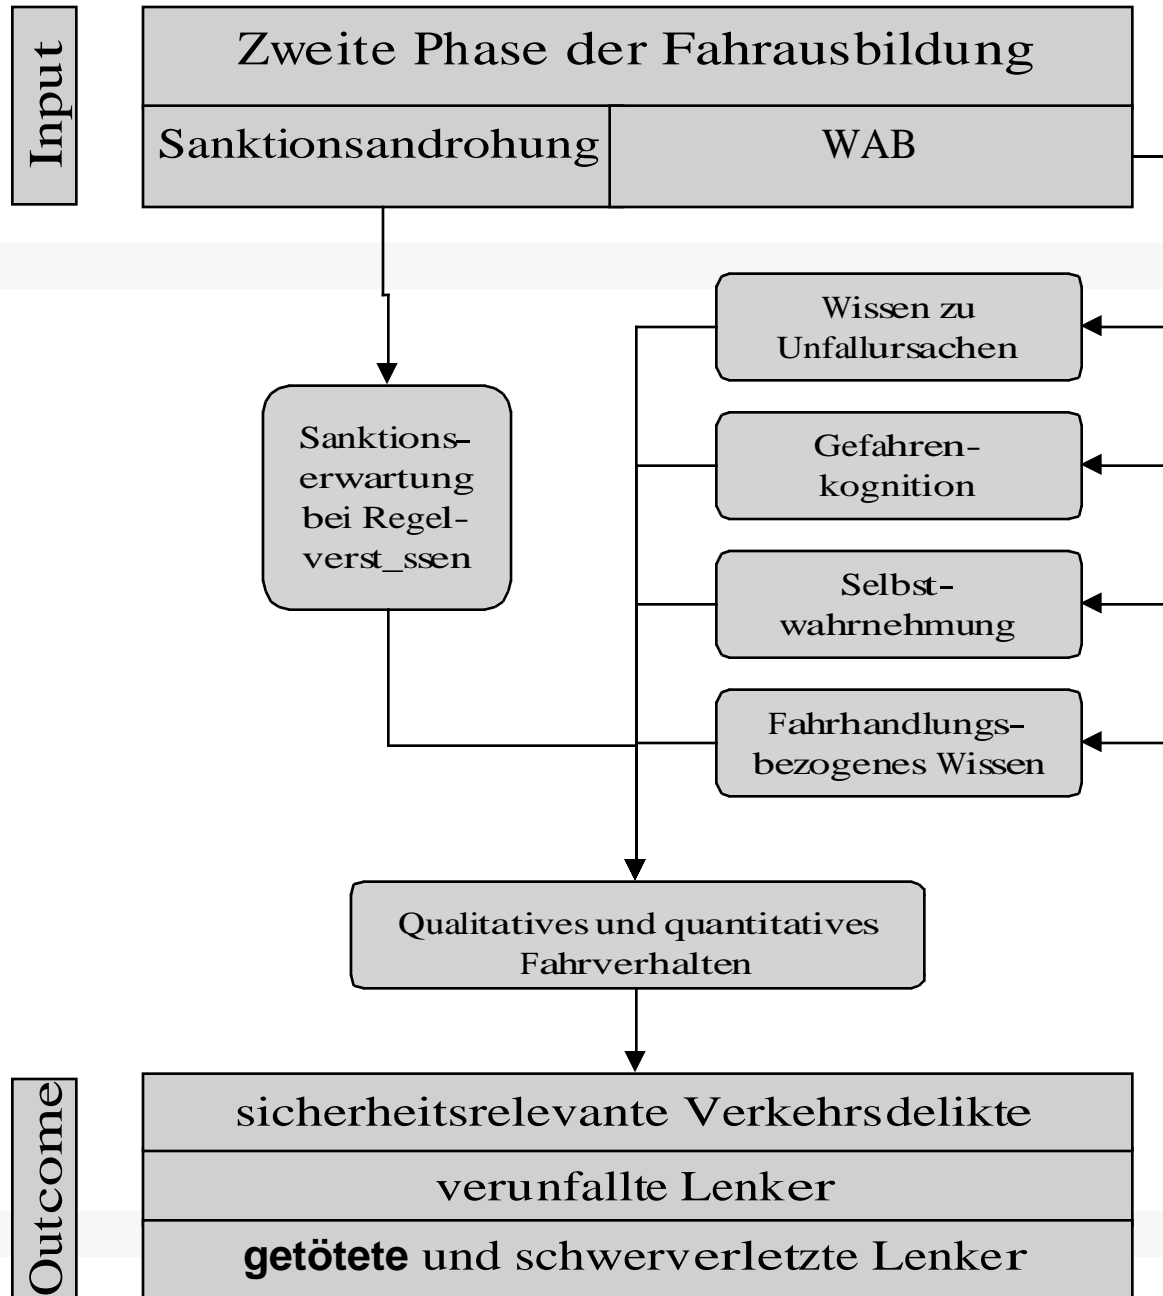 Input
Zweite Phase der Fahrausbildung
Sanktionsandrohung
WAB
Wissen zu
Unfallursachen
Sanktions-
erwartung
bei Regel-
verst_ssen
Gefahren-
kognition
Selbst-
wahrnehmung
Fahrhandlungs-
bezogenes Wissen
Qualitatives und quantitatives
Fahrverhalten
Outcome
sicherheitsrelevante Verkehrsdelikte
verunfallte Lenker
getötete und schwerverletzte Lenker